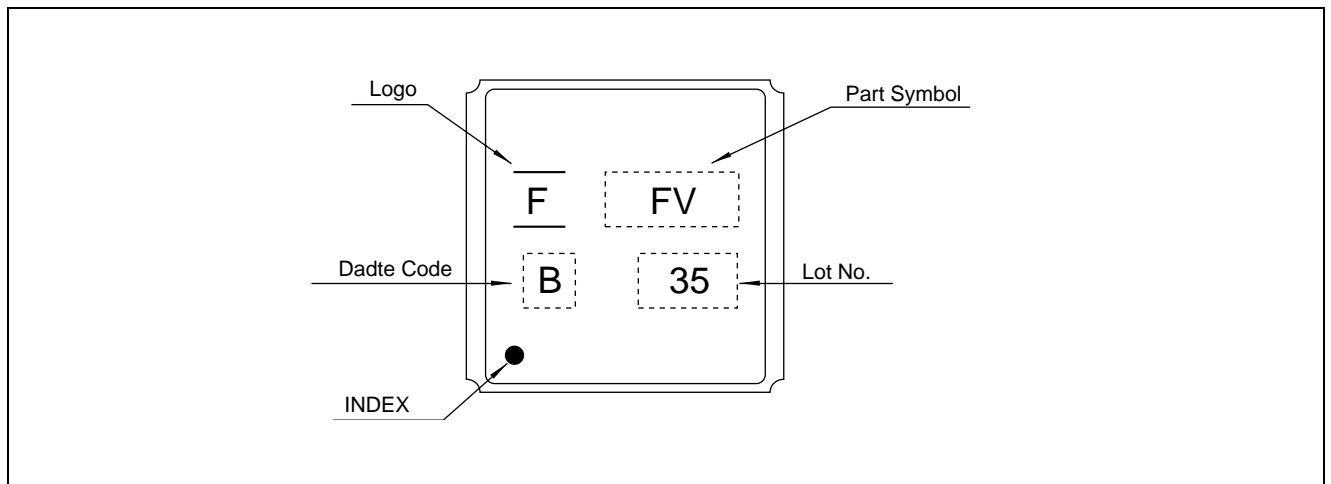 Logo
Part Symbol
F FV
Dadte Code
B 35
Lot No.
INDEX